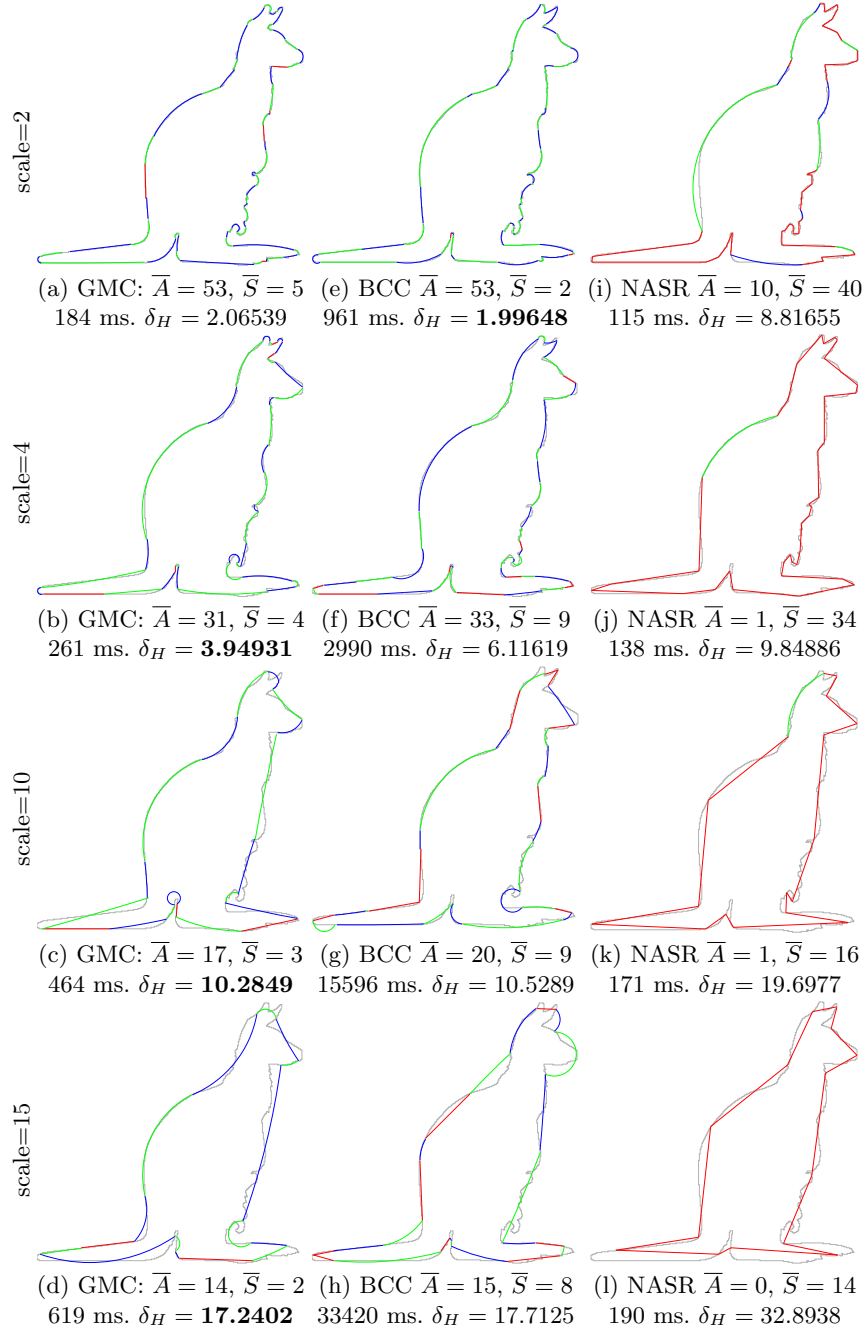 scale=2
(a) GMC: A̅ = 53, S̅ = 5
184 ms. δ_H = 2.06539
(e) BCC A̅ = 53, S̅ = 2
961 ms. δ_H = 1.99648
(i) NASR A̅ = 10, S̅ = 40
115 ms. δ_H = 8.81655
scale=4
(b) GMC: A̅ = 31, S̅ = 4
261 ms. δ_H = 3.94931
(f) BCC A̅ = 33, S̅ = 9
2990 ms. δ_H = 6.11619
(j) NASR A̅ = 1, S̅ = 34
138 ms. δ_H = 9.84886
scale=10
(c) GMC: A̅ = 17, S̅ = 3
464 ms. δ_H = 10.2849
(g) BCC A̅ = 20, S̅ = 9
15596 ms. δ_H = 10.5289
(k) NASR A̅ = 1, S̅ = 16
171 ms. δ_H = 19.6977
scale=15
(d) GMC: A̅ = 14, S̅ = 2
619 ms. δ_H = 17.2402
(h) BCC A̅ = 15, S̅ = 8
33420 ms. δ_H = 17.7125
(l) NASR A̅ = 0, S̅ = 14
190 ms. δ_H = 32.8938